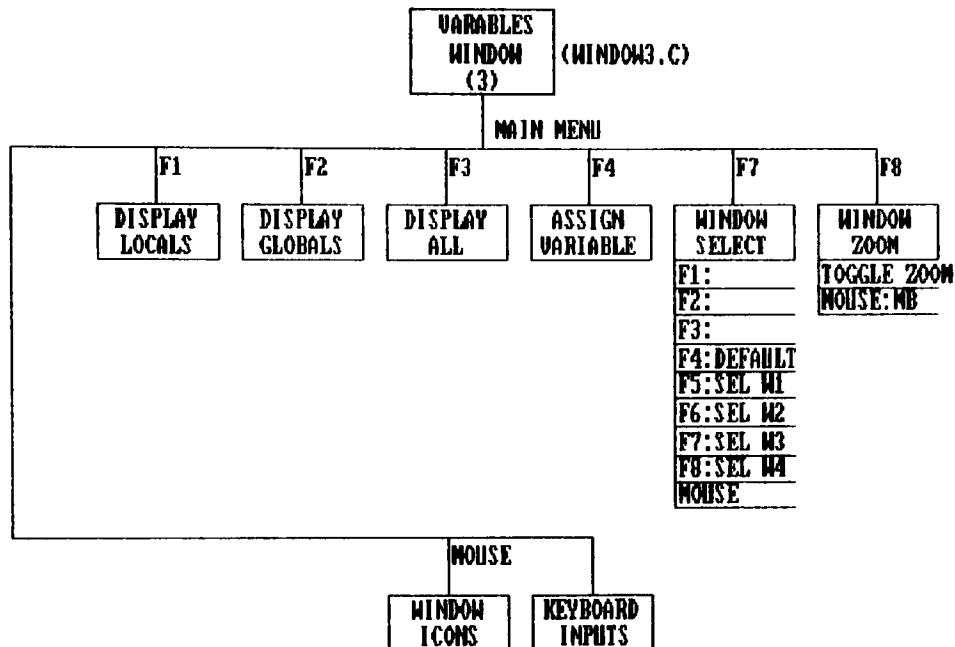 VARABLES
WINDOW
(3)
(WINDOW3.C)
MAIN MENU
F1
F2
F3
F4
F7
F8
DISPLAY
LOCALS
DISPLAY
GLOBALS
DISPLAY
ALL
ASSIGN
VARIABLE
WINDOW
SELECT
WINDOW
ZOOM
F1:
F2:
F3:
F4:DEFAULT
F5:SEL W1
F6:SEL W2
F7:SEL W3
F8:SEL W4
MOUSE
TOGGLE ZOOM
MOUSE:MB
MOUSE
WINDOW
ICONS
KEYBOARD
INPUTS